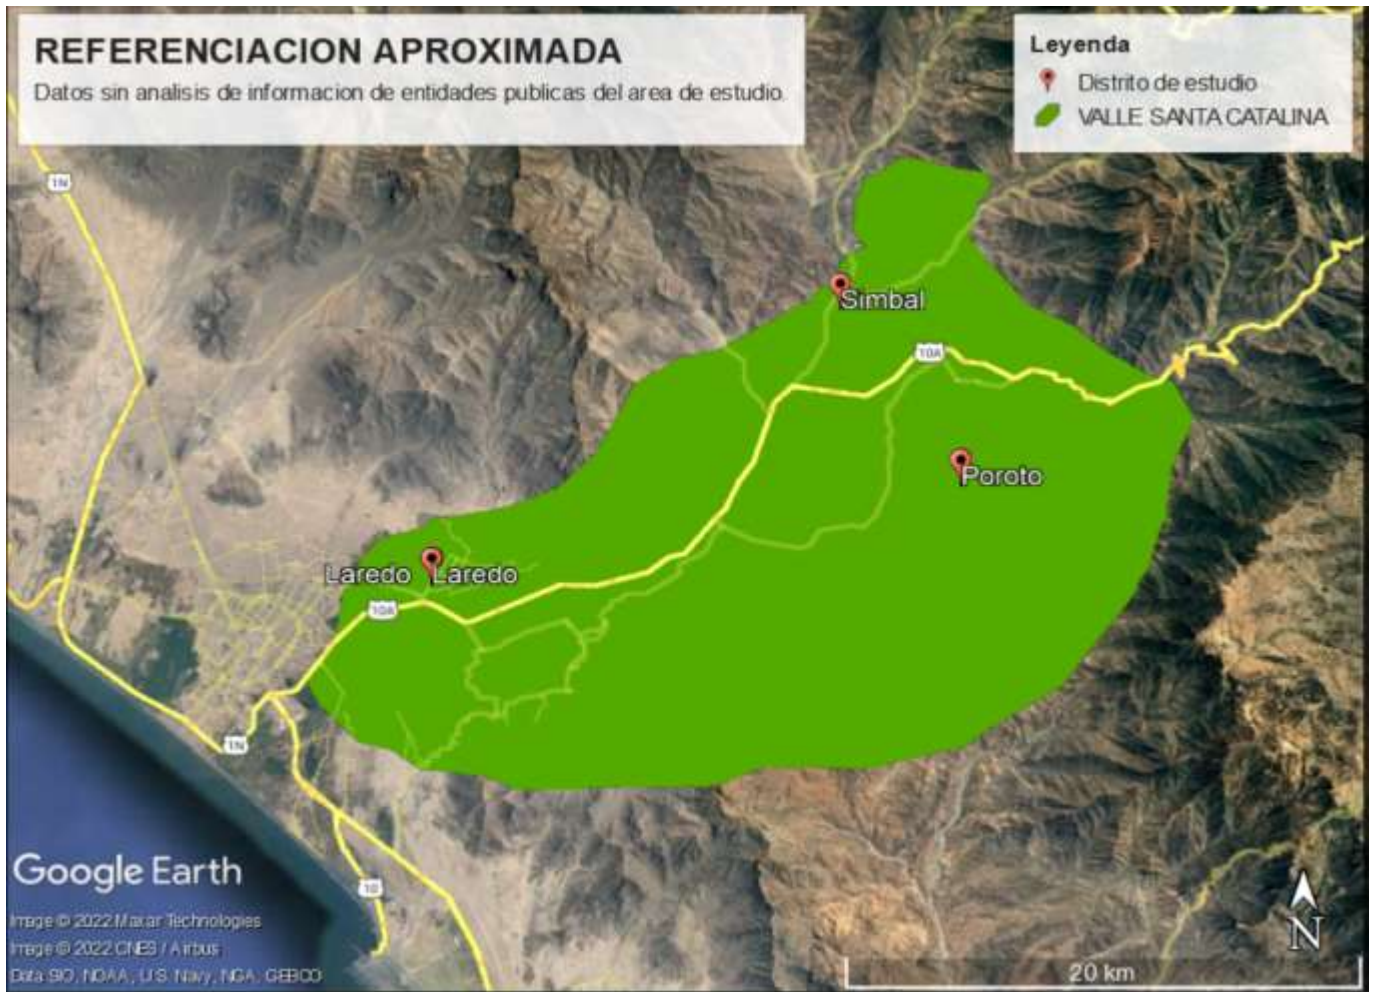 REFERENCIACION APROXIMADA
Datos sin analisis de informacion de entidades publicas del area de estudio.
Leyenda
Distrito de estudio
VALLE SANTA CATALINA
1N
Simbal
10A
Poroto
Laredo Laredo
10A
1N
10
Google Earth
Image © 2022 Maxar Technologies
Image © 2022 CNES / Airbus
Data SIO, NOAA, U.S. Navy, NGA, GEBCO
N
20 km